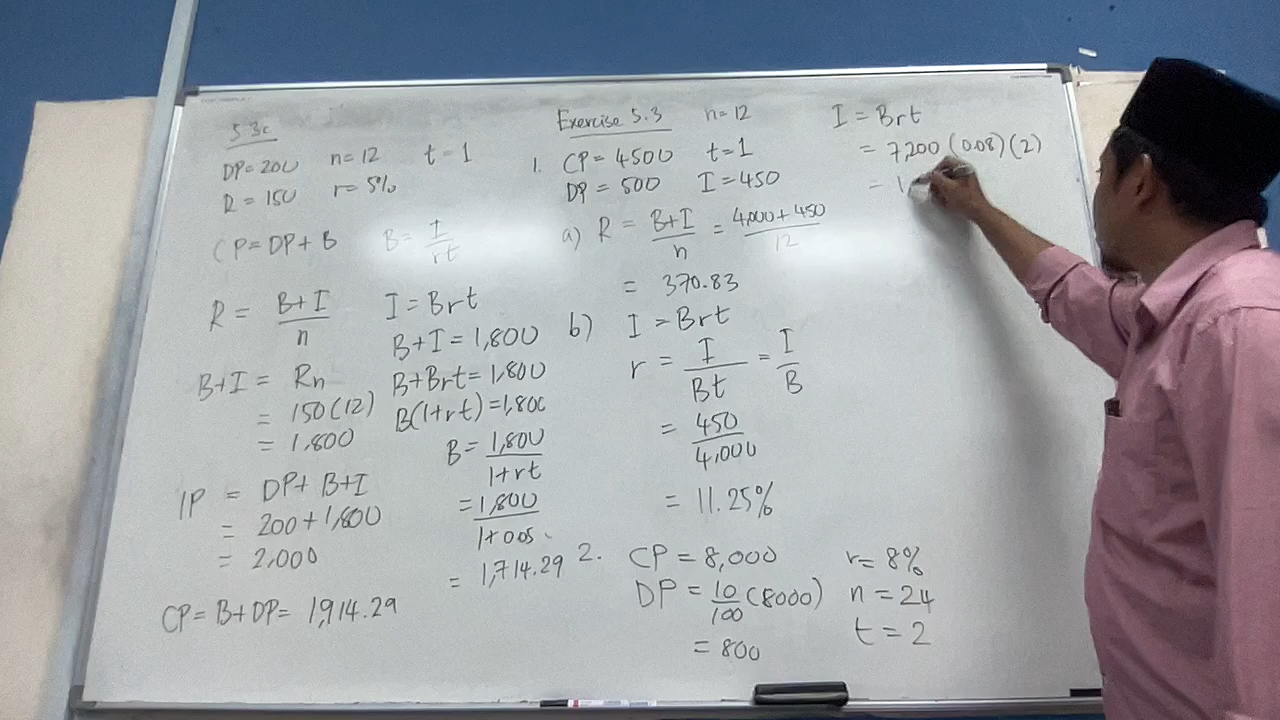 5.3c
DP=200 n=12 t=1
R=150 r=5%
CP=DP+B B=I/rt
R = B+I/n I=Brt
B+I=1,800
B+I = Rn B+Brt=1,800
= 150(12) B(1+rt)=1,800
= 1,800
B=1,800/1+rt
IP = DP+B+I
= 200+1,800 =1,800/1+0.05
= 2,000
= 1,714.29
CP=B+DP= 1,914.29
Exercise 5.3 n=12
1. CP=4500 t=1
DP=500 I=450
a) R = B+I/n = 4,000+450/12
= 370.83
b) I=Brt
r = I/Bt = I/B
= 450/4,000
= 11.25%
2. CP=8,000 r=8%
DP = 10/100 (8000) n=24
= 800 t=2
I = Brt
= 7,200 (0.08)(2)
= 1